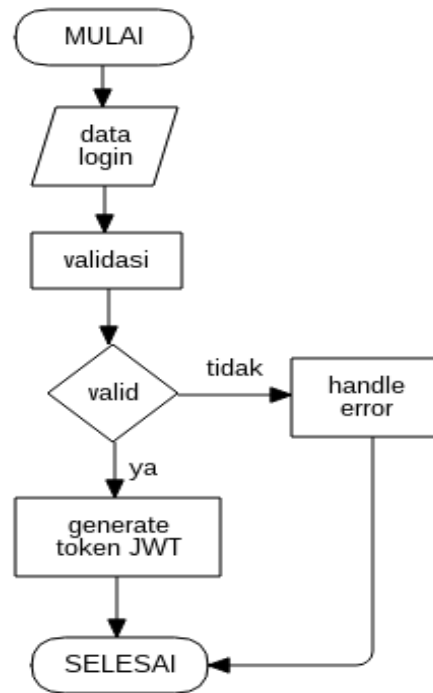 MULAI
data
login
validasi
valid
tidak
handle
error
ya
generate
token JWT
SELESAI